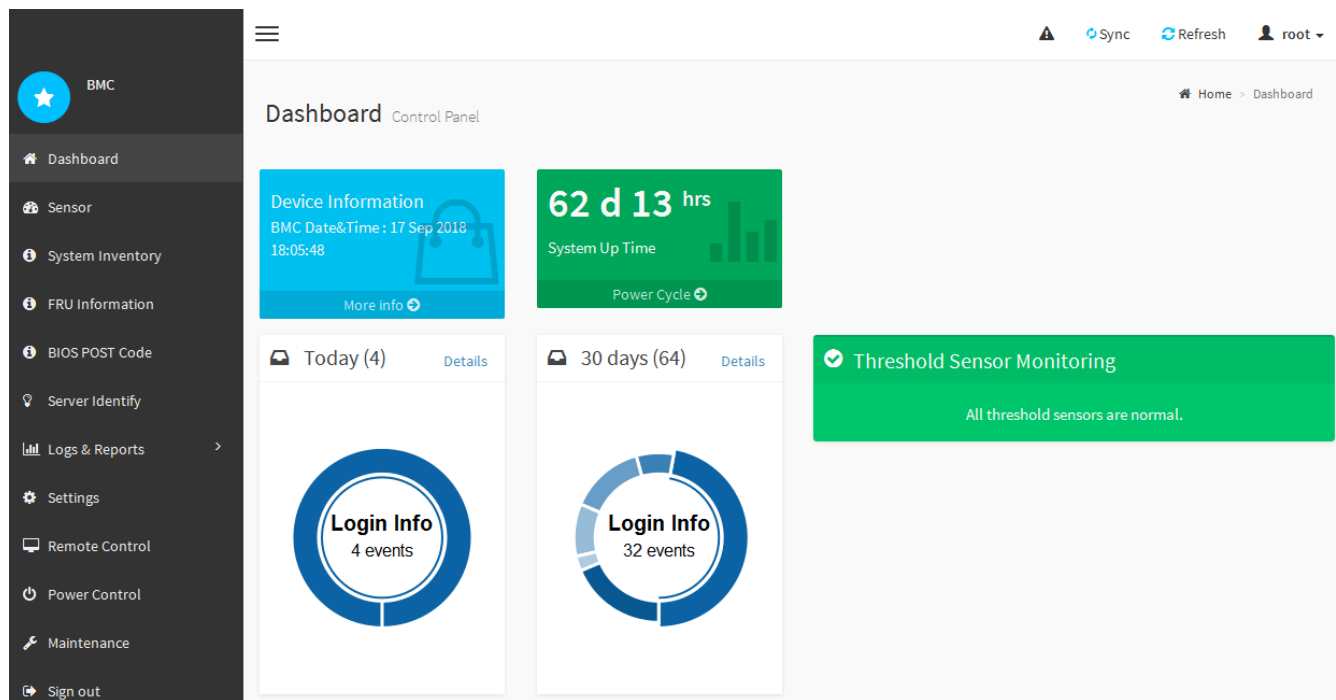 BMC
Dashboard
Sensor
System Inventory
FRU Information
BIOS POST Code
Server Identify
Logs & Reports
Settings
Remote Control
Power Control
Maintenance
Sign out
Sync Refresh root
Home > Dashboard
Dashboard Control Panel
Device Information
BMC Date&Time : 17 Sep 2018
18:05:48
More info
62 d 13 hrs
System Up Time
Power Cycle
Today (4) Details
Login Info
4 events
30 days (64) Details
Login Info
32 events
Threshold Sensor Monitoring
All threshold sensors are normal.